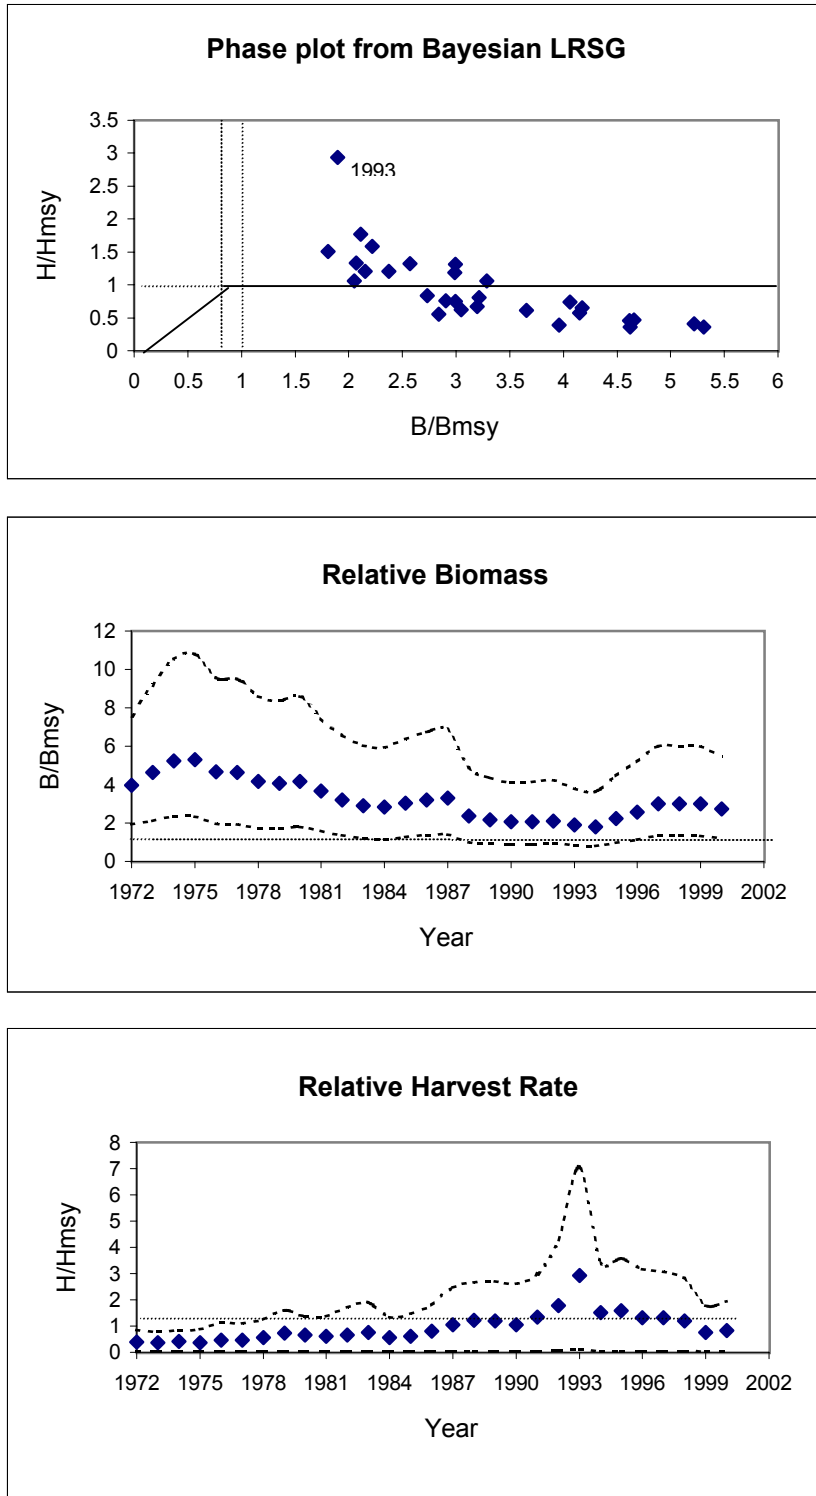 Phase plot from Bayesian LRSG
3.5
3
2.5
2
1.5
1
0.5
0
H/Hmsy
1993
0 0.5 1 1.5 2 2.5 3 3.5 4 4.5 5 5.5 6
B/Bmsy
Relative Biomass
12
10
8
6
4
2
0
B/Bmsy
1972 1975 1978 1981 1984 1987 1990 1993 1996 1999 2002
Year
Relative Harvest Rate
8
7
6
5
4
3
2
1
0
H/Hmsy
1972 1975 1978 1981 1984 1987 1990 1993 1996 1999 2002
Year